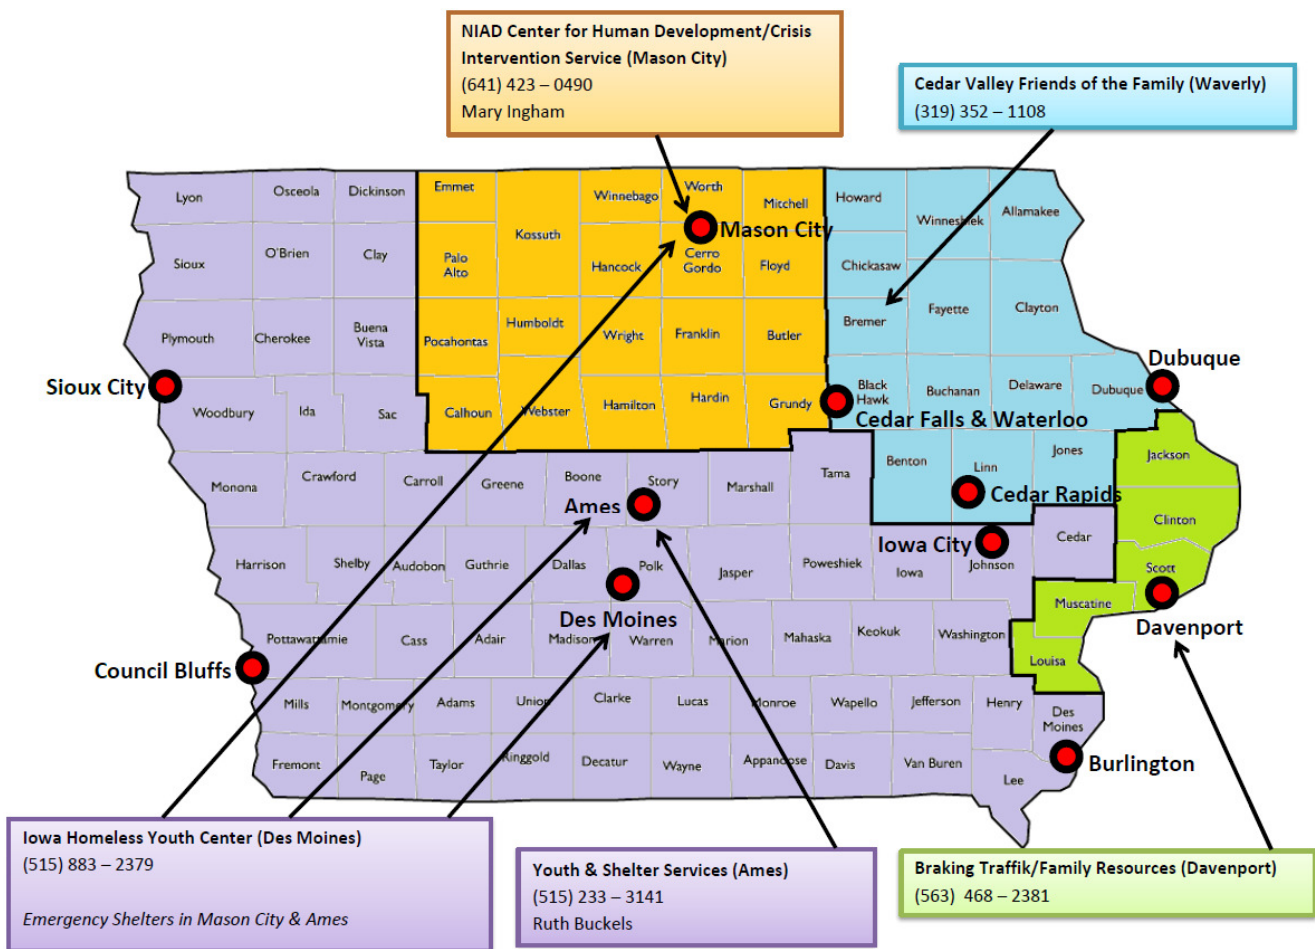 NIAD Center for Human Development/Crisis
Intervention Service (Mason City)
(641) 423 – 0490
Mary Ingham
Cedar Valley Friends of the Family (Waverly)
(319) 352 – 1108
Lyon
Osceola
Dickinson
Emmet
Winnebago
Worth
Mitchell
Howard
Winneshiek
Allamakee
Kossuth
Mason City
Sioux
O'Brien
Clay
Palo
Alto
Hancock
Cerro
Gordo
Floyd
Chickasaw
Plymouth
Cherokee
Buena
Vista
Pocahontas
Humboldt
Wright
Franklin
Butler
Bremer
Fayette
Clayton
Dubuque
Sioux City
Woodbury
Ida
Sac
Calhoun
Webster
Hamilton
Hardin
Grundy
Black
Hawk
Buchanan
Delaware
Dubuque
Cedar Falls & Waterloo
Monona
Crawford
Carroll
Greene
Boone
Story
Marshall
Tama
Benton
Linn
Jones
Jackson
Ames
Cedar Rapids
Clinton
Harrison
Shelby
Audobon
Guthrie
Dallas
Polk
Jasper
Poweshiek
Iowa
Iowa City
Johnson
Cedar
Scott
Des Moines
Muscatine
Davenport
Pottawattamie
Cass
Adair
Madison
Warren
Marion
Mahaska
Keokuk
Washington
Louisa
Council Bluffs
Mills
Montgomery
Adams
Union
Clarke
Lucas
Monroe
Wapello
Jefferson
Henry
Des
Moines
Fremont
Page
Taylor
Ringgold
Decatur
Wayne
Appanoose
Davis
Van Buren
Lee
Burlington
Iowa Homeless Youth Center (Des Moines)
(515) 883 – 2379
Emergency Shelters in Mason City & Ames
Youth & Shelter Services (Ames)
(515) 233 – 3141
Ruth Buckels
Braking Traffik/Family Resources (Davenport)
(563) 468 – 2381